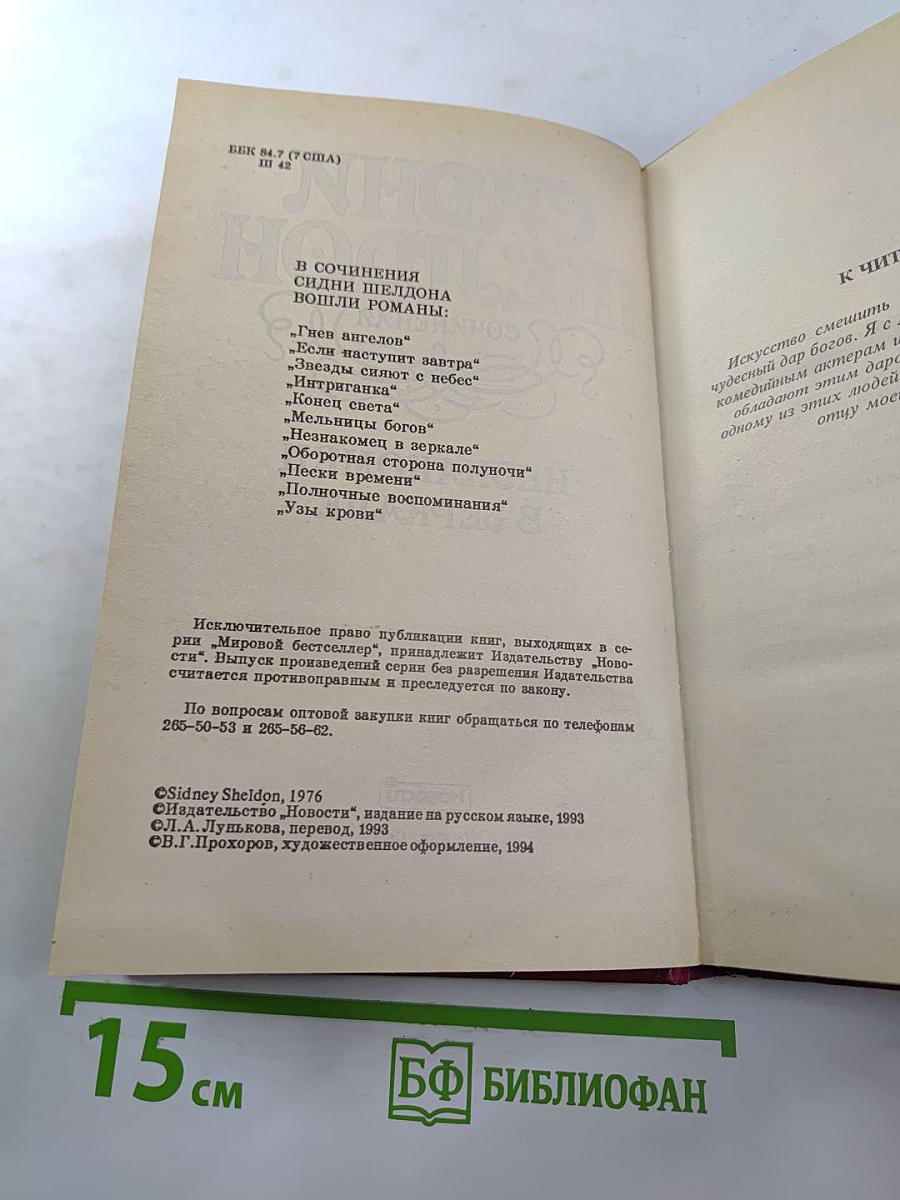 ББК 84.7 (7 США)
Ш 42
В СОЧИНЕНИЯ
СИДНИ ШЕЛДОНА
ВОШЛИ РОМАНЫ:
„Гнев ангелов“
„Если наступит завтра“
„Звезды сияют с небес“
„Интриганка“
„Конец света“
„Мельницы богов“
„Незнакомец в зеркале“
„Оборотная сторона полуночи“
„Пески времени“
„Полночные воспоминания“
„Узы крови“
Исключительное право публикации книг, выходящих в се-
рии „Мировой бестселлер“, принадлежит Издательству „Ново-
сти“. Выпуск произведений серии без разрешения Издательства
считается противоправным и преследуется по закону.
По вопросам оптовой закупки книг обращаться по телефонам
265-50-53 и 265-56-62.
©Sidney Sheldon, 1976
©Издательство „Новости“, издание на русском языке, 1993
©Л.А.Лунькова, перевод, 1993
©В.Г.Прохоров, художественное оформление, 1994
К ЧИТ
Искусство смешить
чудесный дар богов. Я с
комедийным актерам и
обладают этим даро
одному из этих людей
отцу мое
15 см
БФ БИБЛИОФАН